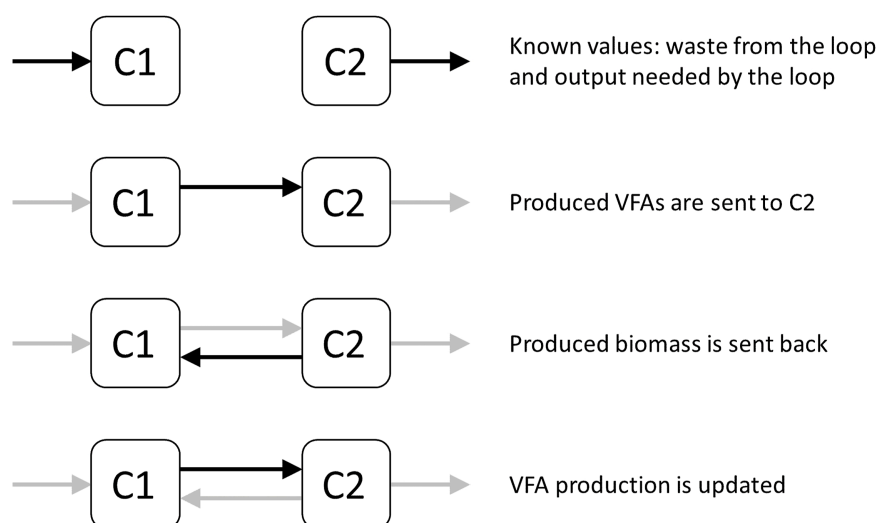 C1 C2 Known values: waste from the loop
and output needed by the loop
C1 C2 Produced VFAs are sent to C2
C1 C2 Produced biomass is sent back
C1 C2 VFA production is updated